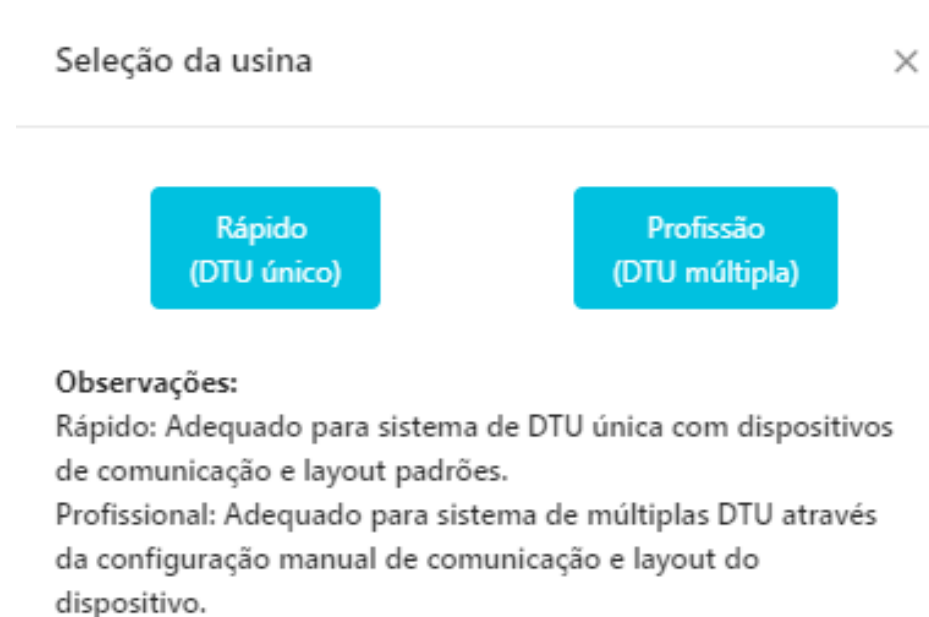 Seleção da usina
Rápido
(DTU único)
Profissão
(DTU múltipla)
Observações:
Rápido: Adequado para sistema de DTU única com dispositivos
de comunicação e layout padrões.
Profissional: Adequado para sistema de múltiplas DTU através
da configuração manual de comunicação e layout do
dispositivo.